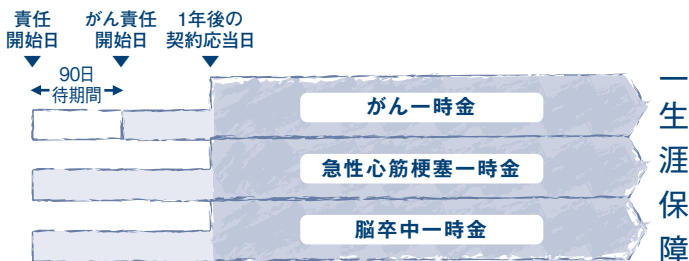 責任
開始日
がん責任
開始日
1年後の
契約応当日
90日
待期間
がん一時金
急性心筋梗塞一時金
脳卒中一時金
一生涯保障